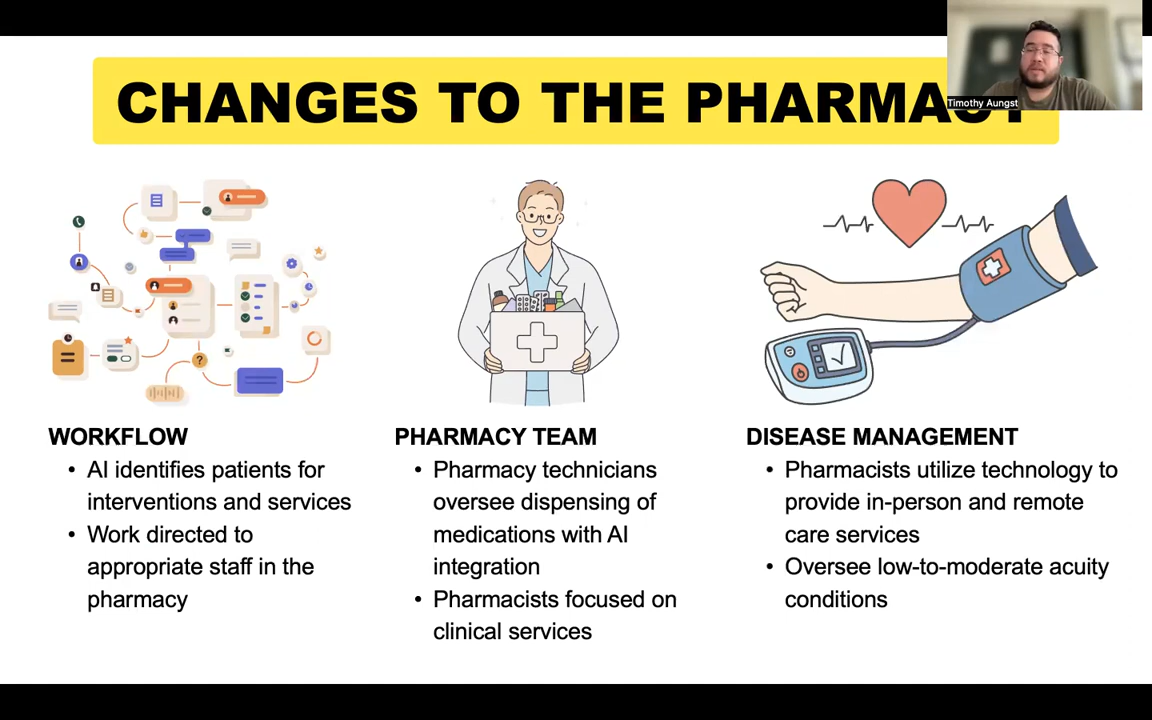 CHANGES TO THE PHARMACY
Timothy Aungst
?
WORKFLOW
• AI identifies patients for
interventions and services
• Work directed to
appropriate staff in the
pharmacy
PHARMACY TEAM
• Pharmacy technicians
oversee dispensing of
medications with AI
integration
• Pharmacists focused on
clinical services
DISEASE MANAGEMENT
• Pharmacists utilize technology to
provide in-person and remote
care services
• Oversee low-to-moderate acuity
conditions